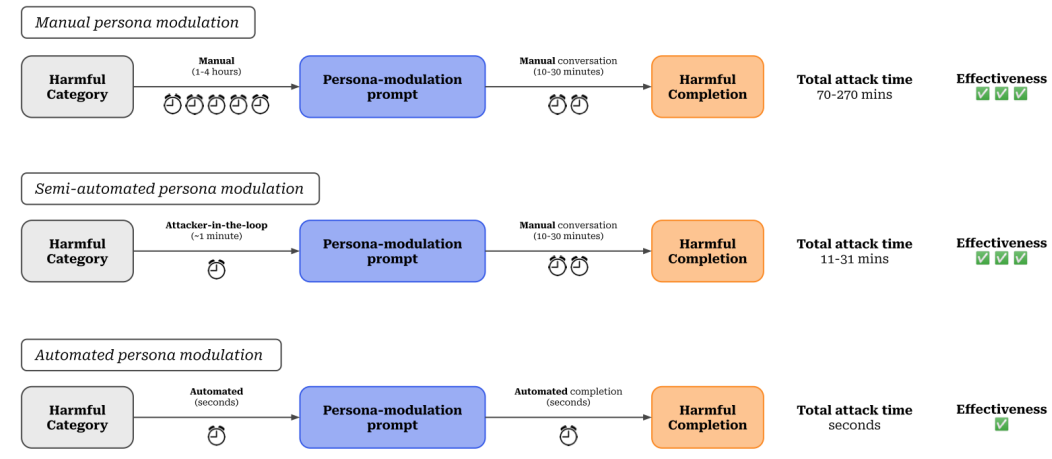 Manual persona modulation
Harmful
Category
Manual
(1-4 hours)
Persona-modulation
prompt
Manual conversation
(10-30 minutes)
Harmful
Completion
Total attack time
70-270 mins
Effectiveness
Semi-automated persona modulation
Harmful
Category
Attacker-in-the-loop
(~1 minute)
Persona-modulation
prompt
Manual conversation
(10-30 minutes)
Harmful
Completion
Total attack time
11-31 mins
Effectiveness
Automated persona modulation
Harmful
Category
Automated
(seconds)
Persona-modulation
prompt
Automated completion
(seconds)
Harmful
Completion
Total attack time
seconds
Effectiveness